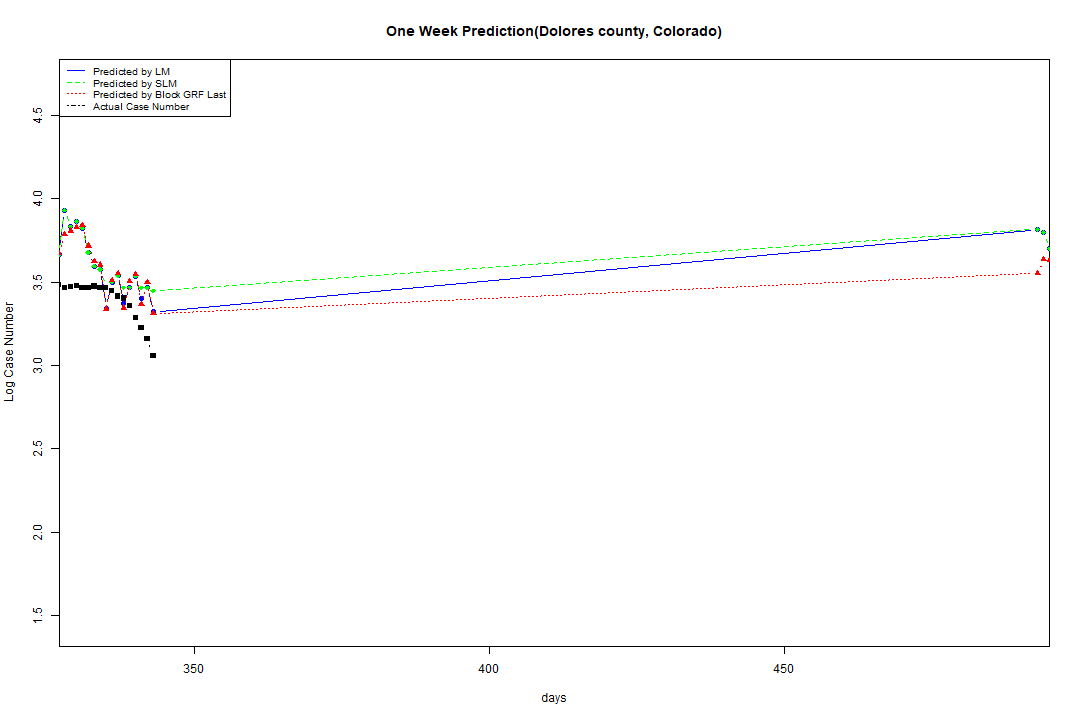 One Week Prediction(Dolores county, Colorado)
Predicted by LM
Predicted by SLM
Predicted by Block GRF Last
Actual Case Number
4.5
4.0
3.5
3.0
2.5
2.0
1.5
Log Case Number
350
400
450
days